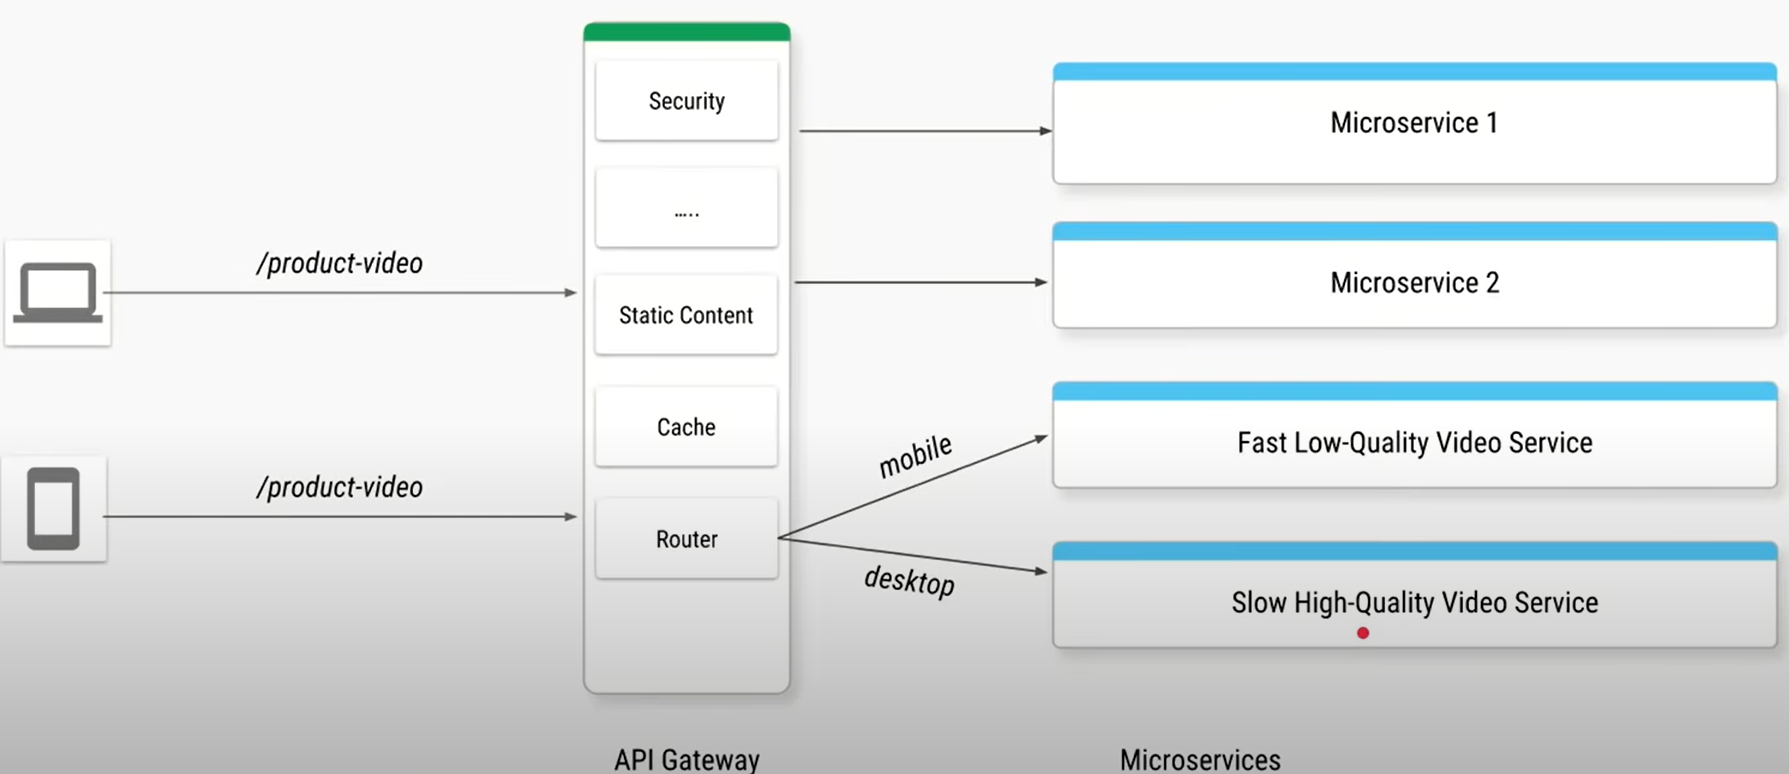 Security
Microservice 1
.....
/product-video
Static Content
Microservice 2
Cache
mobile
Fast Low-Quality Video Service
/product-video
Router
desktop
Slow High-Quality Video Service
API Gateway
Microservices